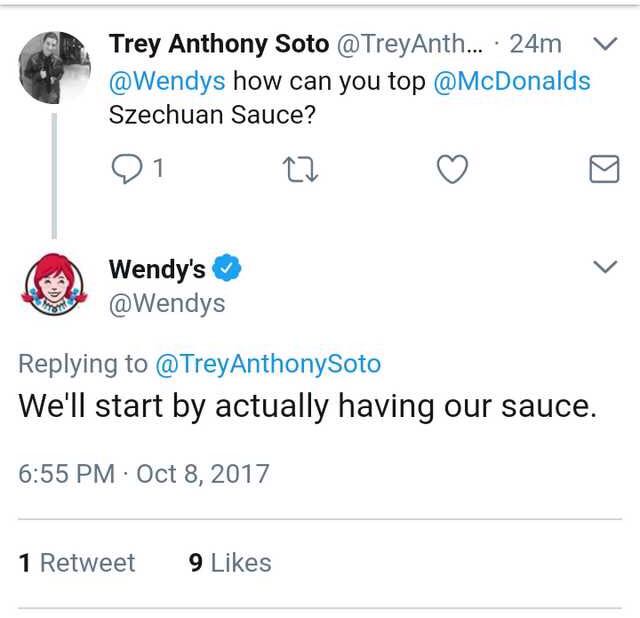 Trey Anthony Soto @TreyAnth... · 24m
@Wendys how can you top @McDonalds
Szechuan Sauce?
1
Wendy's
@Wendys
Replying to @TreyAnthonySoto
We'll start by actually having our sauce.
6:55 PM · Oct 8, 2017
1 Retweet 9 Likes